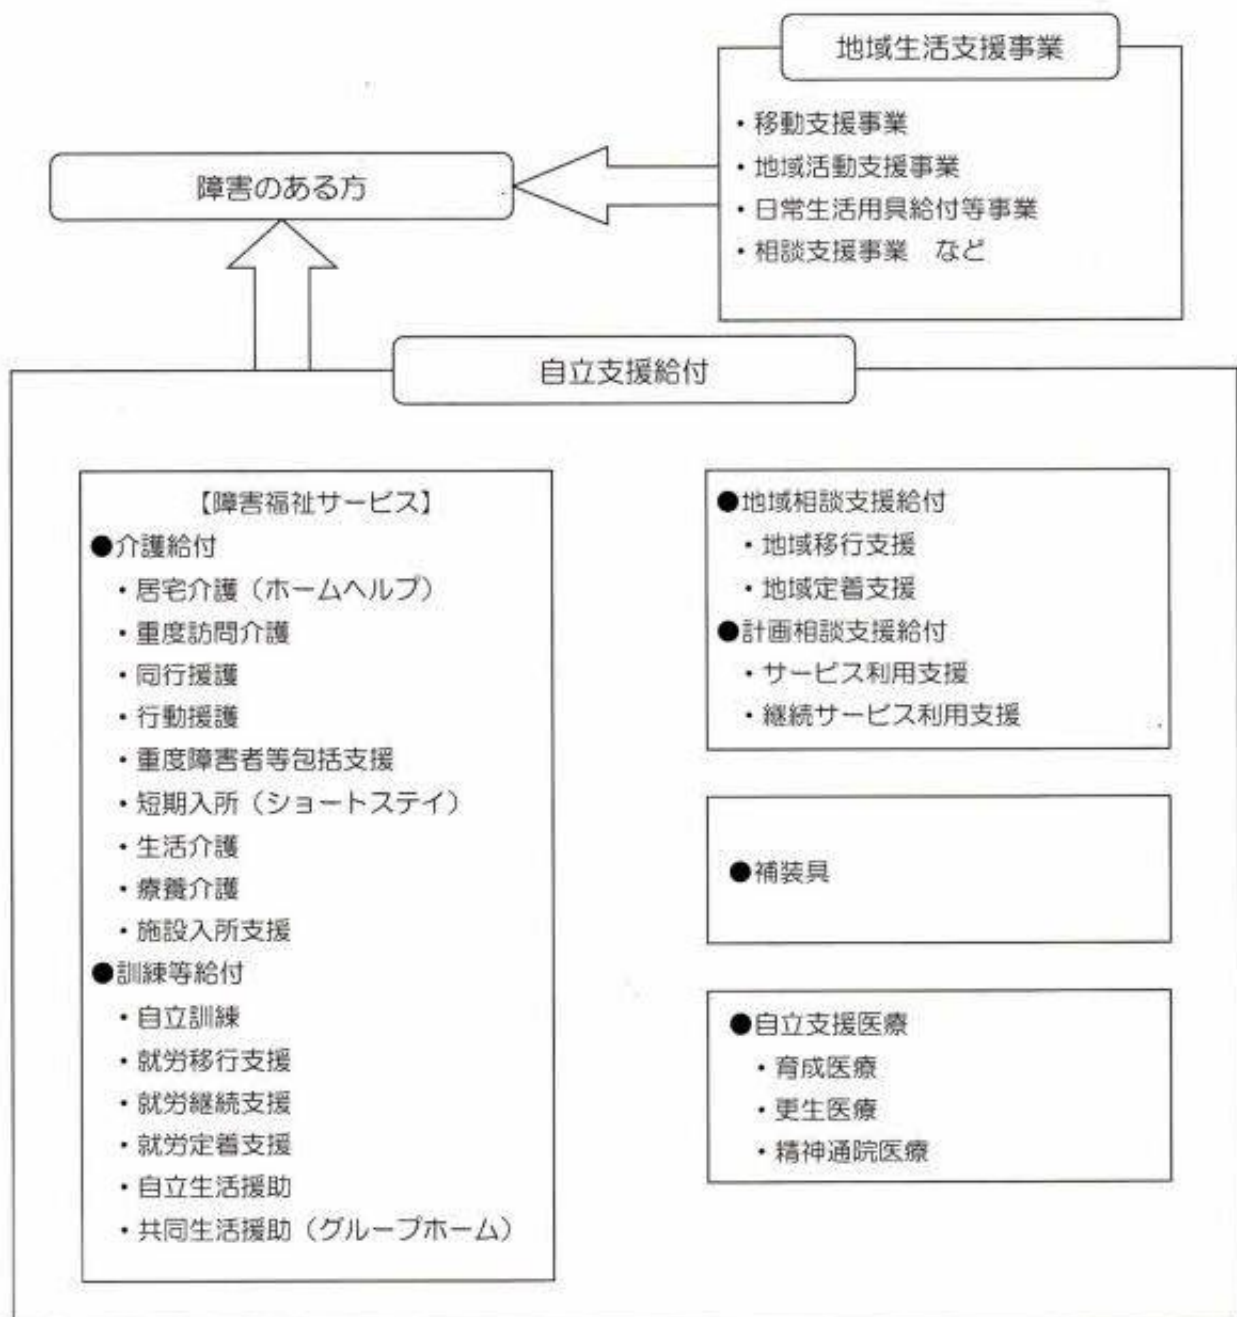 地域生活支援事業
・移動支援事業
・地域活動支援事業
・日常生活用具給付等事業
・相談支援事業　など
障害のある方
自立支援給付
【障害福祉サービス】
●介護給付
・居宅介護（ホームヘルプ）
・重度訪問介護
・同行援護
・行動援護
・重度障害者等包括支援
・短期入所（ショートステイ）
・生活介護
・療養介護
・施設入所支援
●訓練等給付
・自立訓練
・就労移行支援
・就労継続支援
・就労定着支援
・自立生活援助
・共同生活援助（グループホーム）
●地域相談支援給付
・地域移行支援
・地域定着支援
●計画相談支援給付
・サービス利用支援
・継続サービス利用支援
●補装具
●自立支援医療
・育成医療
・更生医療
・精神通院医療